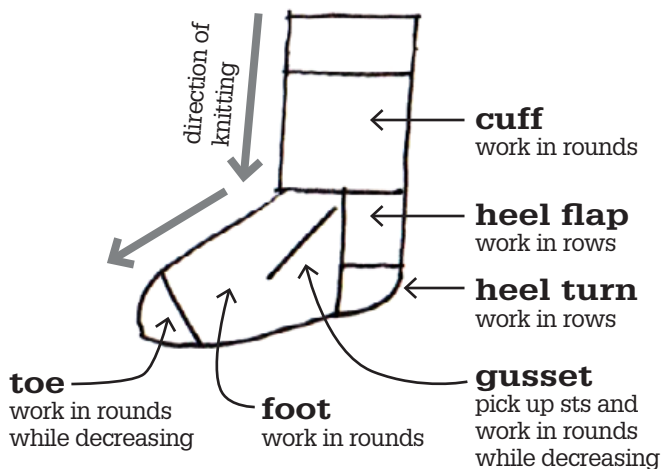 direction of
knitting
cuff
work in rounds
heel flap
work in rows
heel turn
work in rows
gusset
pick up sts and
work in rounds
while decreasing
foot
work in rounds
toe
work in rounds
while decreasing